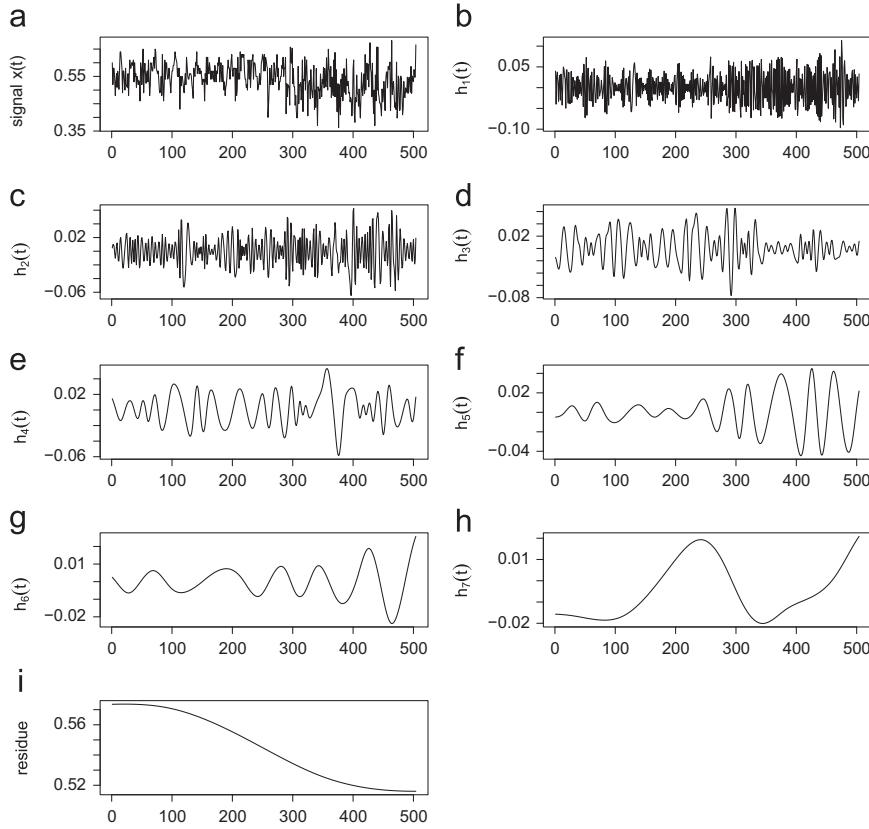 a
signal x(t)
0.55
0.35
0 100 200 300 400 500
b
h1(t)
0.05
−0.10
0 100 200 300 400 500
c
h2(t)
0.02
−0.06
0 100 200 300 400 500
d
h3(t)
0.02
−0.08
0 100 200 300 400 500
e
h4(t)
0.02
−0.06
0 100 200 300 400 500
f
h5(t)
0.02
−0.04
0 100 200 300 400 500
g
h6(t)
0.01
−0.02
0 100 200 300 400 500
h
h7(t)
0.01
−0.02
0 100 200 300 400 500
i
residue
0.56
0.52
0 100 200 300 400 500